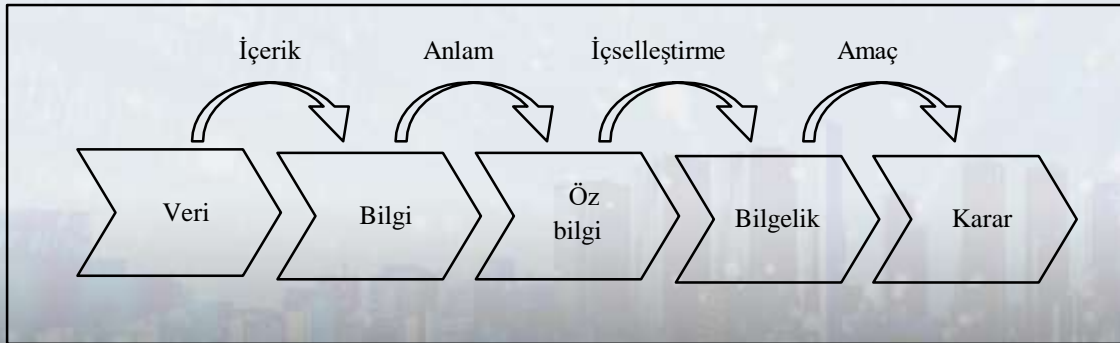 İçerik
Anlam
İçselleştirme
Amaç
Veri
Bilgi
Öz
bilgi
Bilgelik
Karar